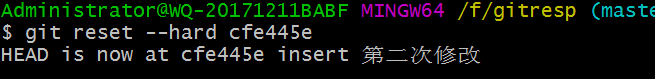 Administrator@WQ-20171211BABF MINGW64 /f/gitresp (mast
$ git reset --hard cfe445e
HEAD is now at cfe445e insert 第二次修改